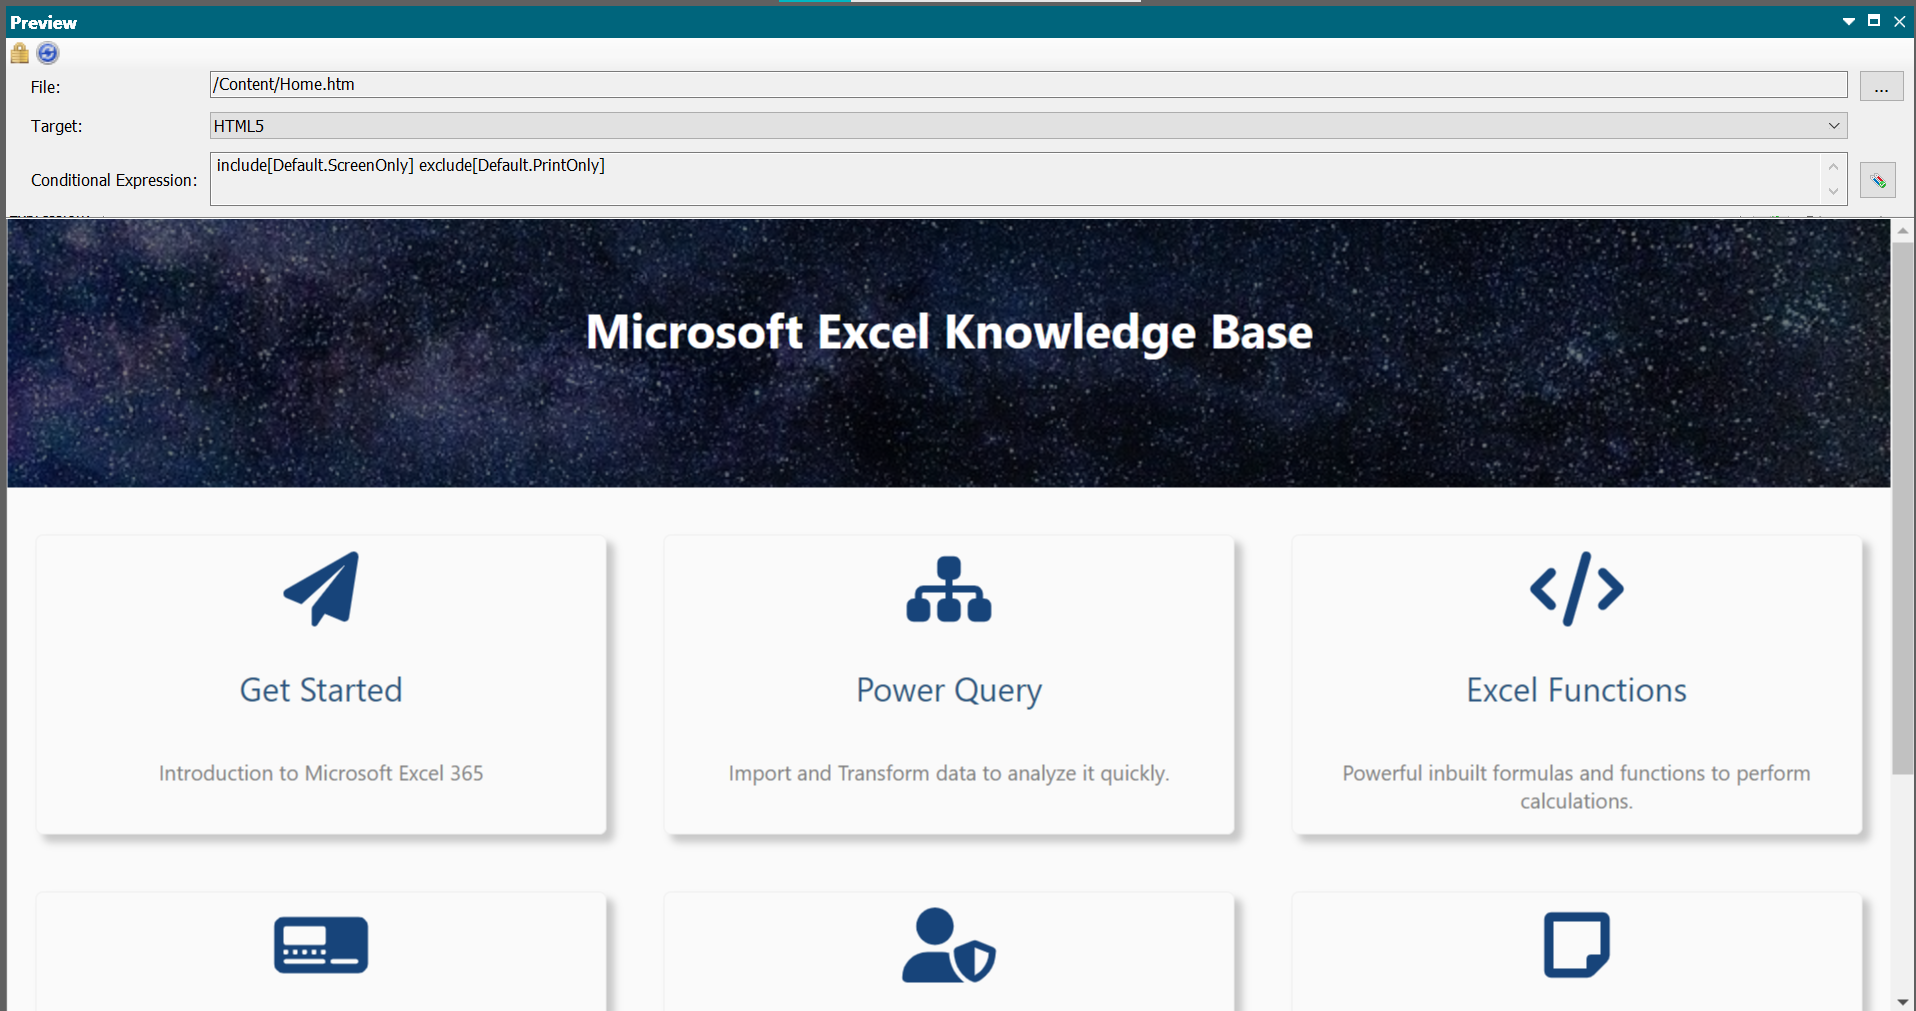 Preview
File:
/Content/Home.htm
...
Target:
HTML5
Conditional Expression:
include[Default.ScreenOnly] exclude[Default.PrintOnly]
Microsoft Excel Knowledge Base
Get Started
Introduction to Microsoft Excel 365
Power Query
Import and Transform data to analyze it quickly.
Excel Functions
Powerful inbuilt formulas and functions to perform
calculations.